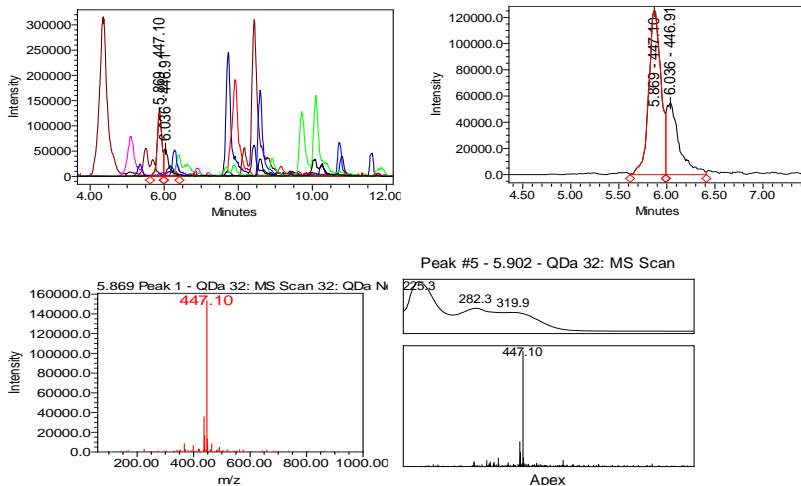 Intensity
300000
250000
200000
150000
100000
50000
0
5.869 - 447.10
6.036 - 446.91
4.00 6.00 8.00 10.00 12.00
Minutes
Intensity
120000.0
100000.0
80000.0
60000.0
40000.0
20000.0
0.0
5.869 - 447.10
6.036 - 446.91
4.50 5.00 5.50 6.00 6.50 7.00
Minutes
5.869 Peak 1 - QDa 32: MS Scan 32: QDa Ne
Intensity
160000.0
140000.0
120000.0
100000.0
80000.0
60000.0
40000.0
20000.0
0.0
447.10
200.00 400.00 600.00 800.00 1000.00
m/z
Peak #5 - 5.902 - QDa 32: MS Scan
225.3
282.3
319.9
447.10
Apex